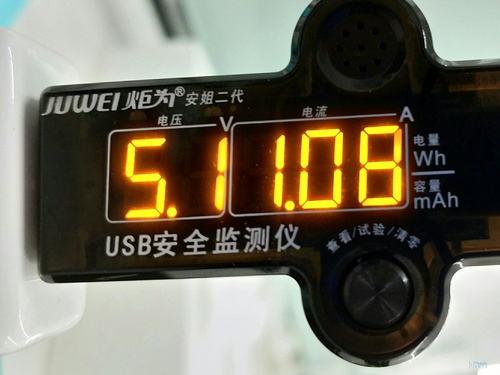 JUWEI 炬为® 安姐二代
电压 V 电流 A
5.1 1.08
电量
Wh
容量
mAh
USB安全监测仪
查看/试验/清零